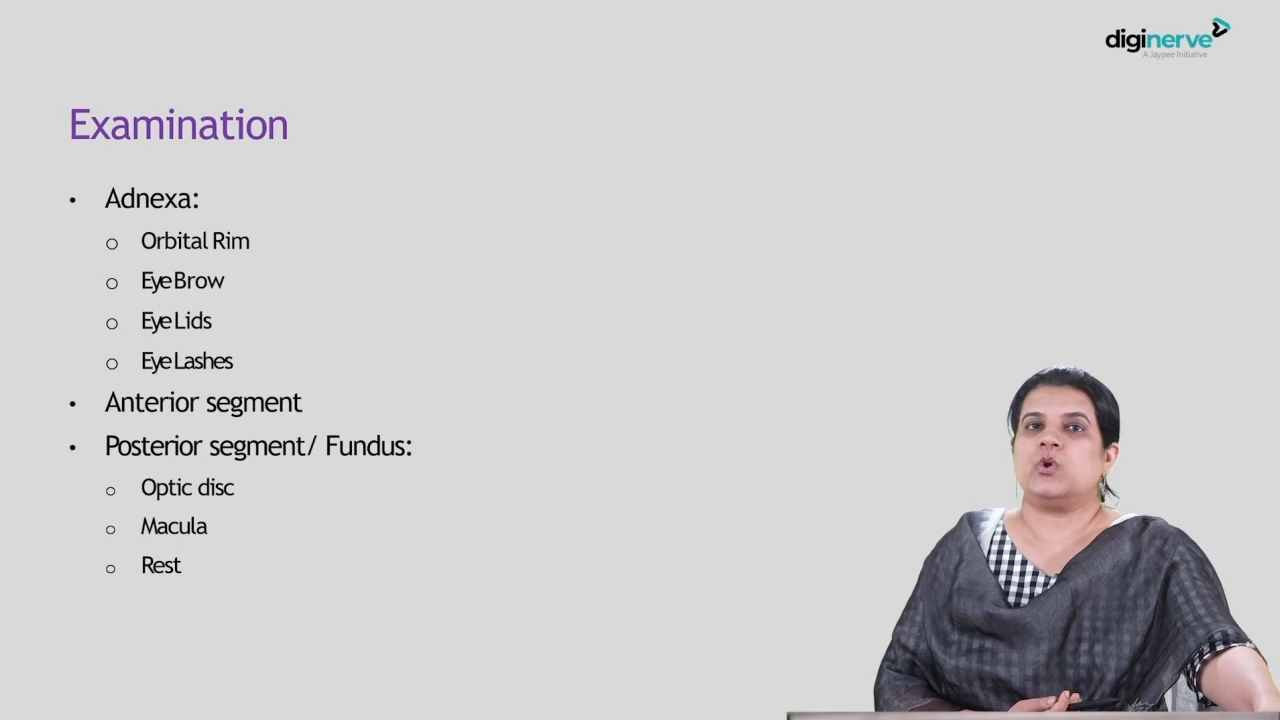 diginerve
A Jaypee Initiative
Examination
• Adnexa:
o Orbital Rim
o Eye Brow
o Eye Lids
o Eye Lashes
• Anterior segment
• Posterior segment/ Fundus:
o Optic disc
o Macula
o Rest